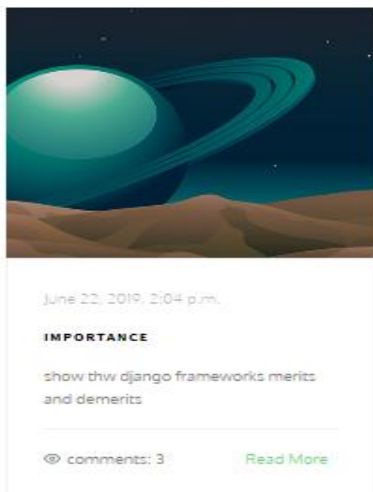 June 22, 2019, 2:04 p.m.
IMPORTANCE
show thw django frameworks merits
and demerits
comments: 3 Read More